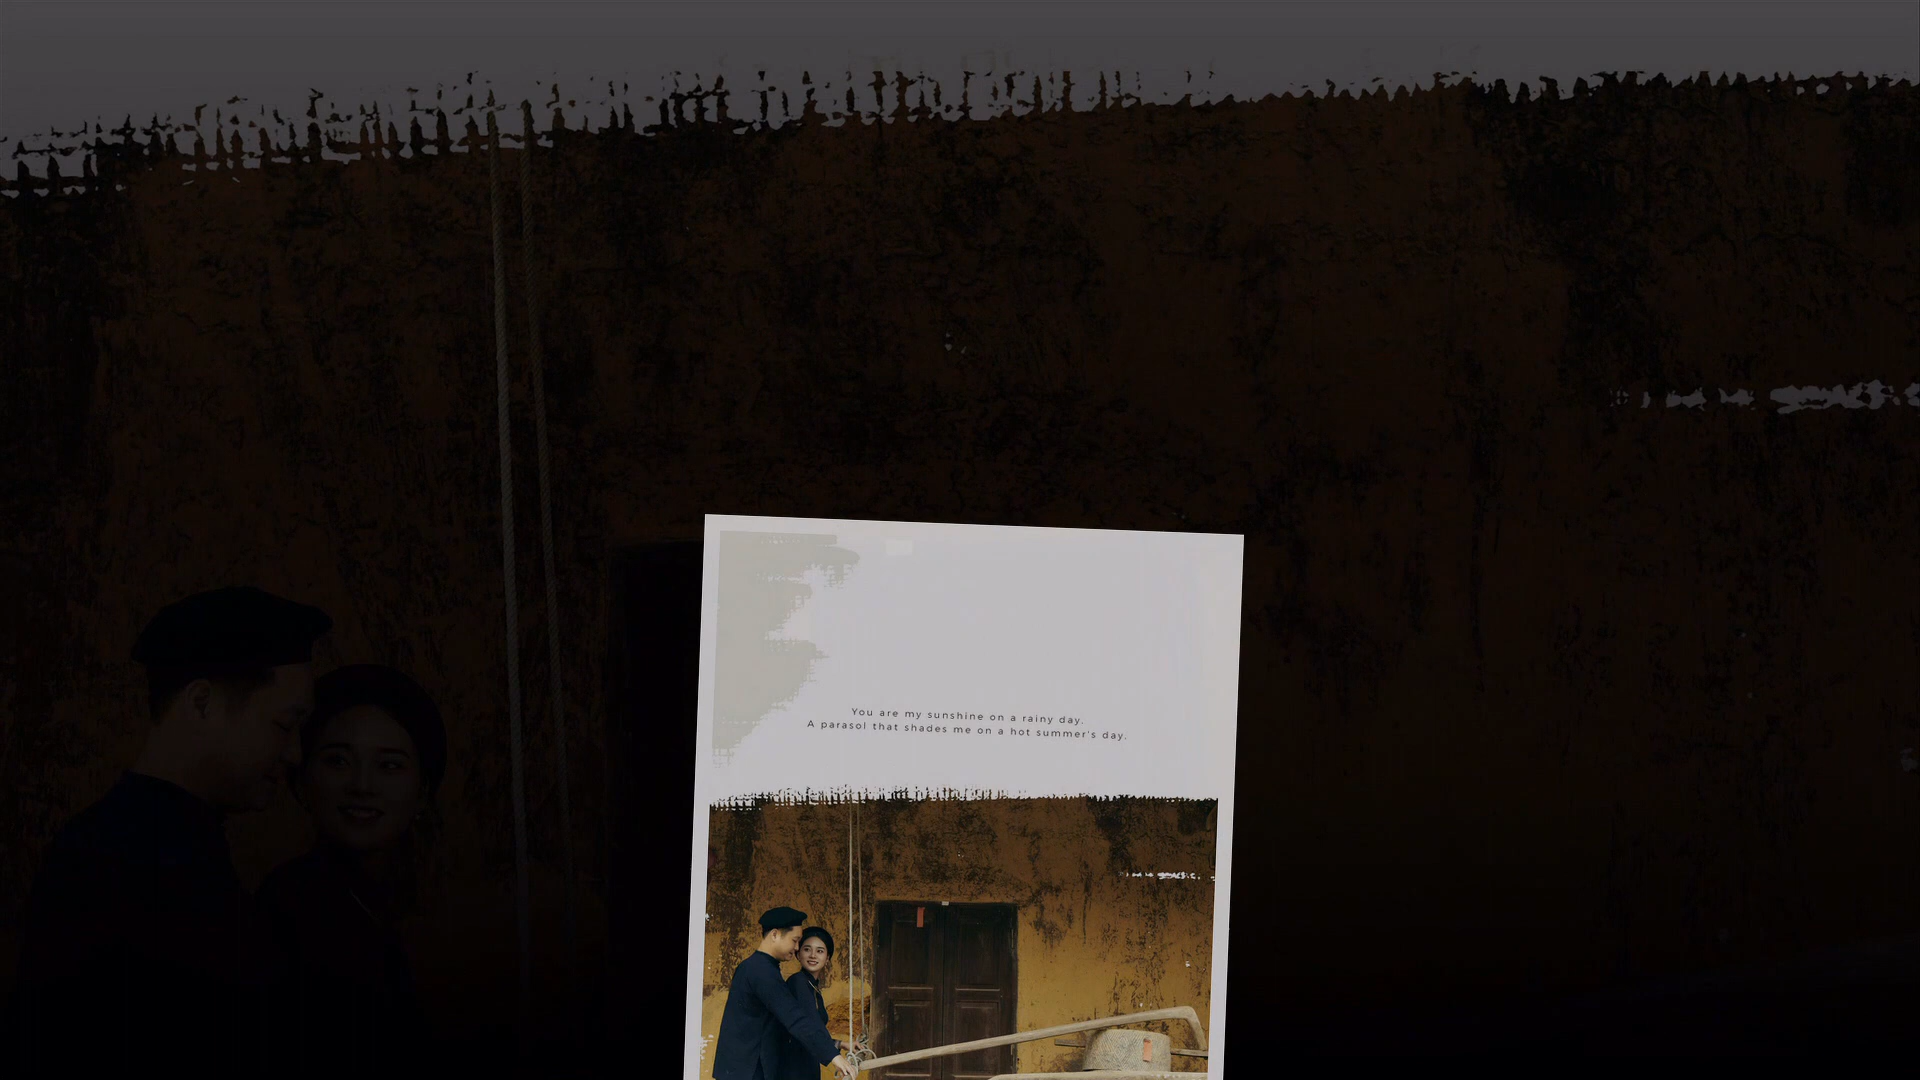 You are my sunshine on a rainy day.
A parasol that shades me on a hot summer's day.